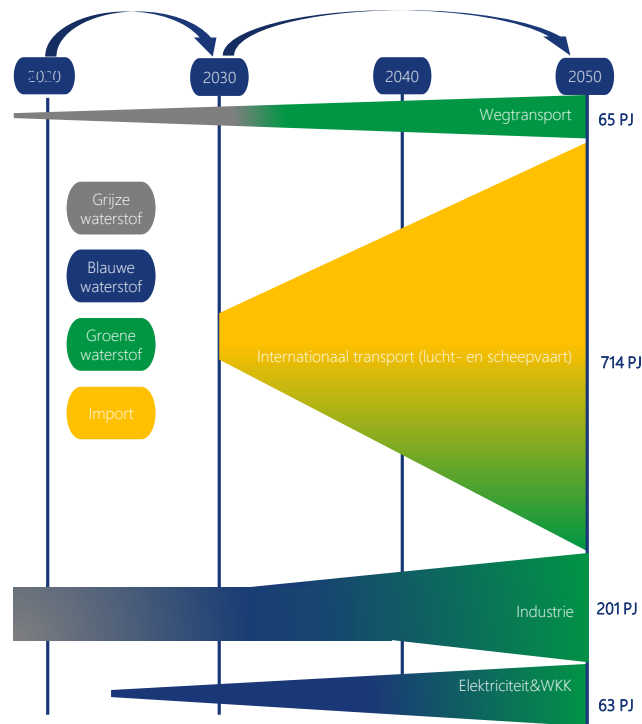 2020 2030 2040 2050
Wegtransport
65 PJ
Grijze
waterstof
Blauwe
waterstof
Groene
waterstof
Internationaal transport (lucht- en scheepvaart)
714 PJ
Import
Industrie
201 PJ
Elektriciteit&WKK
63 PJ